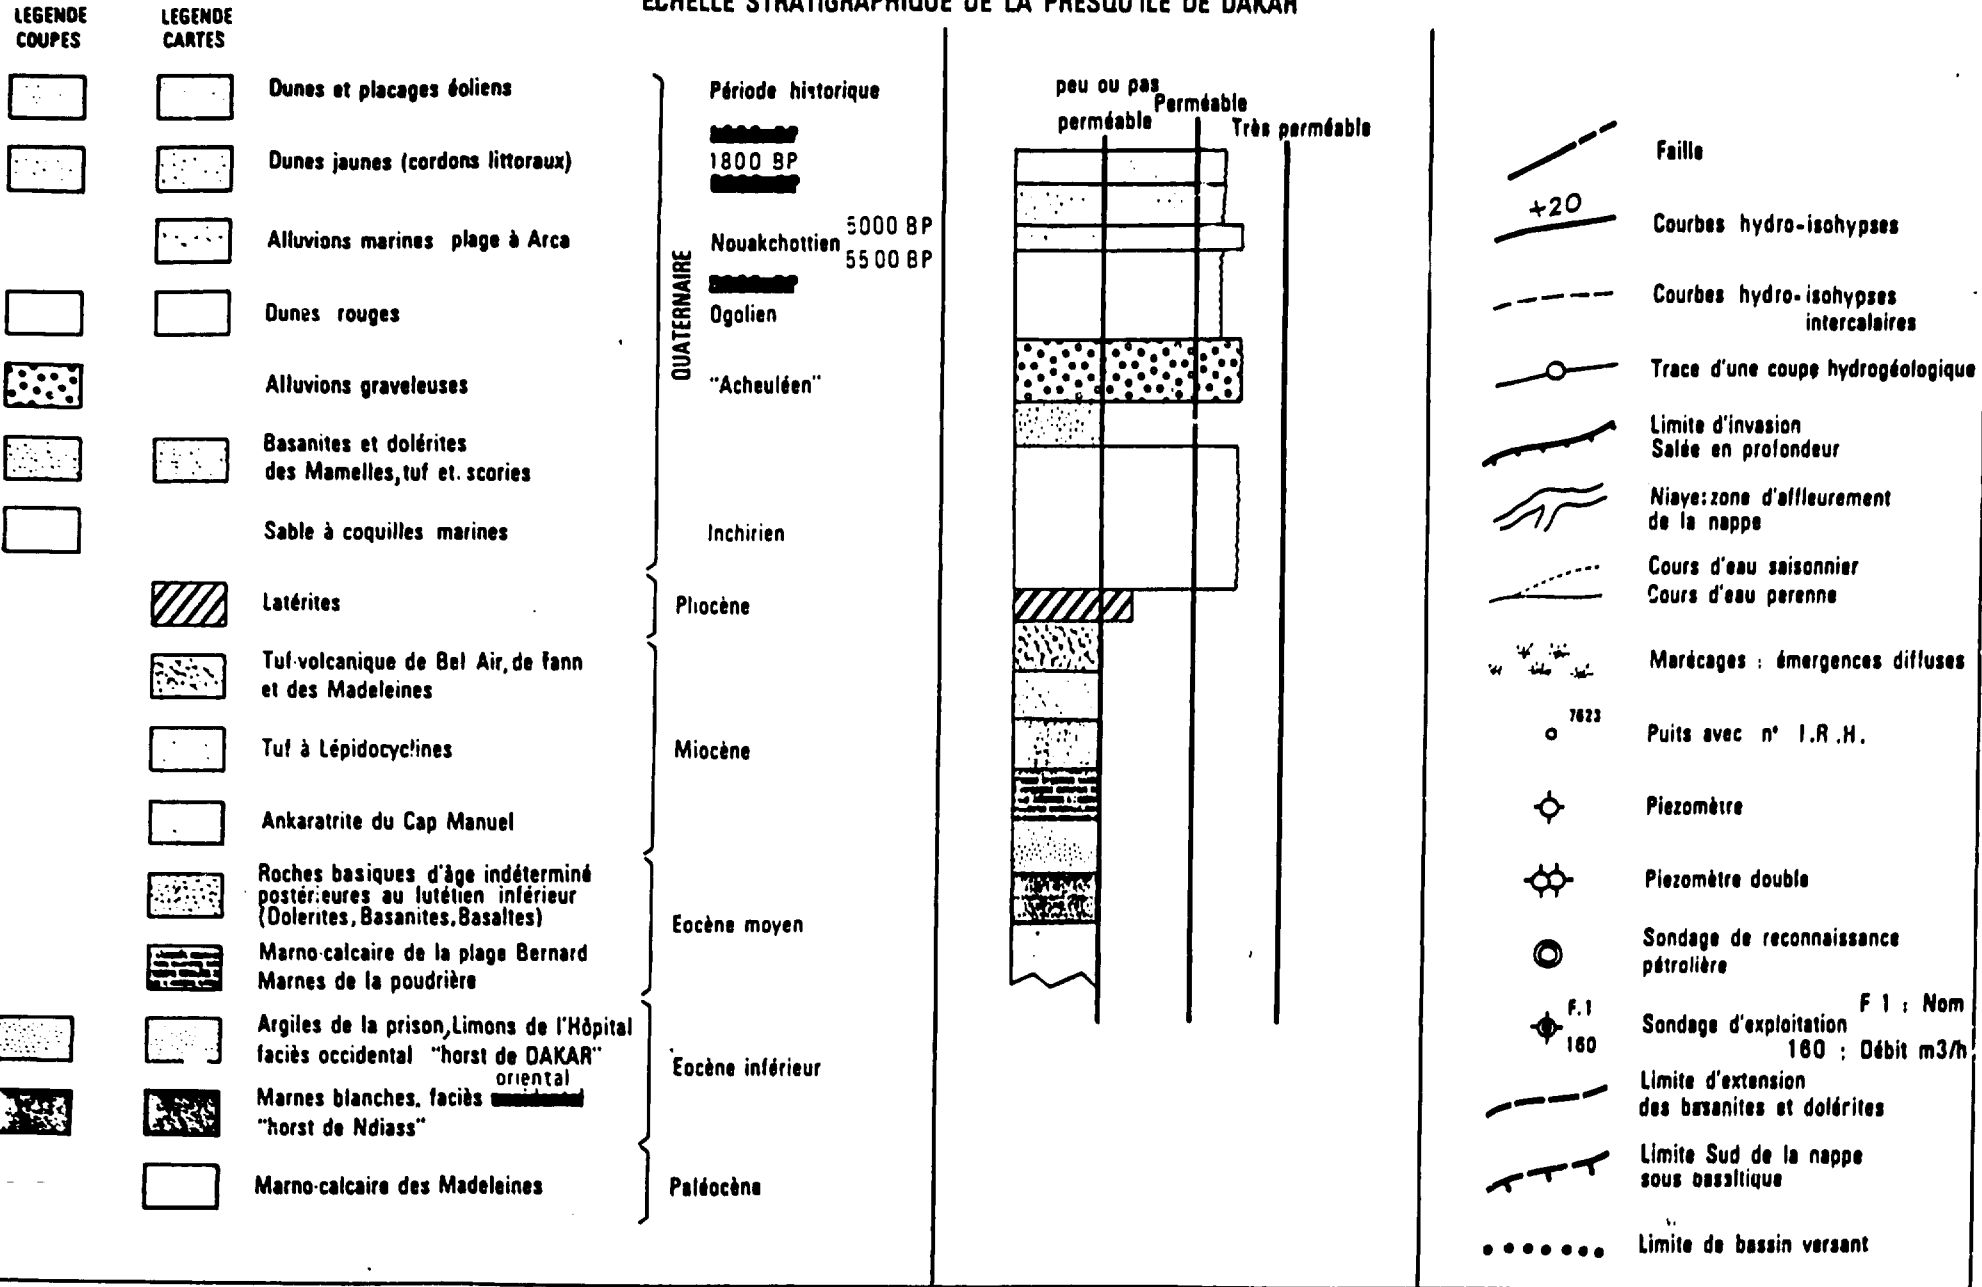 ECHELLE STRATIGRAPHIQUE DE LA PRESQU'ILE DE DAKAR
LEGENDE
COUPES
LEGENDE
CARTES
Dunes et placages éoliens
Dunes jaunes (cordons littoraux)
Alluvions marines plage à Arca
Dunes rouges
Alluvions graveleuses
Basanites et dolérites
des Mamelles, tuf et. scories
Sable à coquilles marines
Latérites
Tuf volcanique de Bel Air, de Fann
et des Madeleines
Tuf à Lépidocyclines
Ankaratrite du Cap Manuel
Roches basiques d'âge indéterminé
postérieures au lutétien inférieur
(Dolerites, Basanites, Basaltes)
Marno-calcaire de la plage Bernard
Marnes de la poudrière
Argiles de la prison, Limons de l'Hôpital
faciès occidental "horst de DAKAR"
oriental
Marnes blanches, faciès
"horst de Ndiass"
Marno-calcaire des Madeleines
QUATERNAIRE
Période historique
1800 BP
Nouakchottien
5000 BP
5500 BP
Ogolien
"Acheuléen"
Inchirien
Pliocène
Miocène
Eocène moyen
Eocène inférieur
Paléocène
peu ou pas
perméable
Perméable
Très perméable
Faille
+20
Courbes hydro-isohypses
Courbes hydro-isohypses
intercalaires
Trace d'une coupe hydrogéologique
Limite d'invasion
Salée en profondeur
Niaye: zone d'affleurement
de la nappe
Cours d'eau saisonnier
Cours d'eau perenne
Marécages : émergences diffuses
7623
Puits avec n° I.R.H.
Piezomètre
Piezomètre double
Sondage de reconnaissance
pétrolière
F.1
160
Sondage d'exploitation
F 1 : Nom
160 : Débit m3/h
Limite d'extension
des basanites et dolérites
Limite Sud de la nappe
sous basaltique
Limite de bassin versant